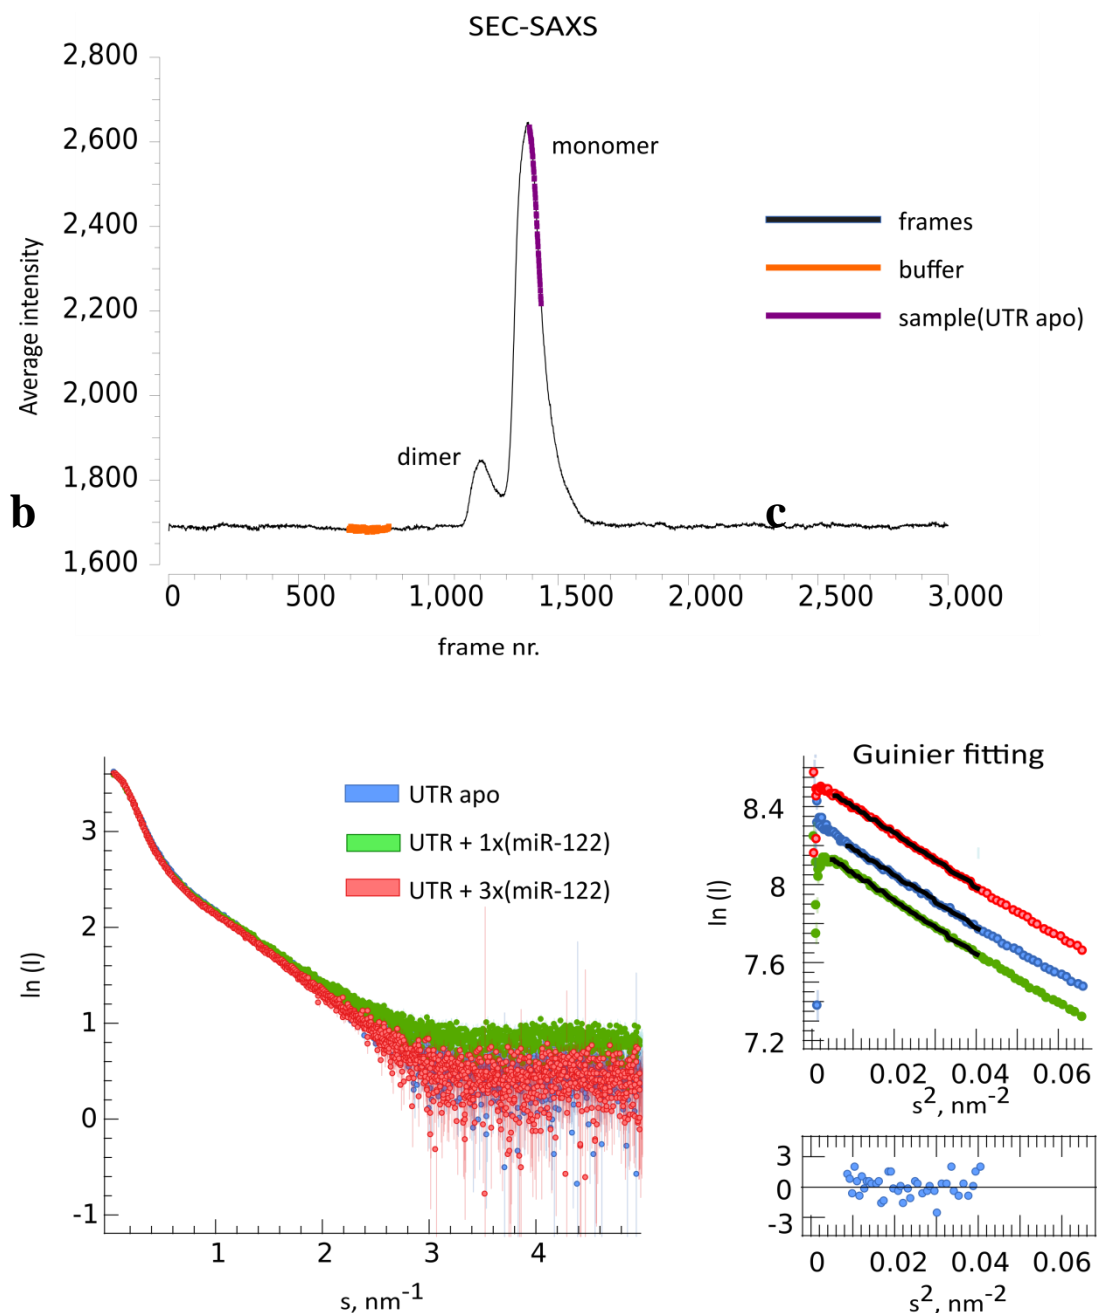 SEC-SAXS
2,800
2,600
2,400
2,200
2,000
1,800
1,600
Average intensity
monomer
dimer
frames
buffer
sample(UTR apo)
b
c
0 500 1,000 1,500 2,000 2,500 3,000
frame nr.
3
2
1
0
-1
ln (I)
UTR apo
UTR + 1x(miR-122)
UTR + 3x(miR-122)
1 2 3 4
s, nm-1
Guinier fitting
8.4
8
7.6
7.2
ln (I)
0 0.02 0.04 0.06
s2, nm-2
3
0
-3
0 0.02 0.04 0.06
s2, nm-2